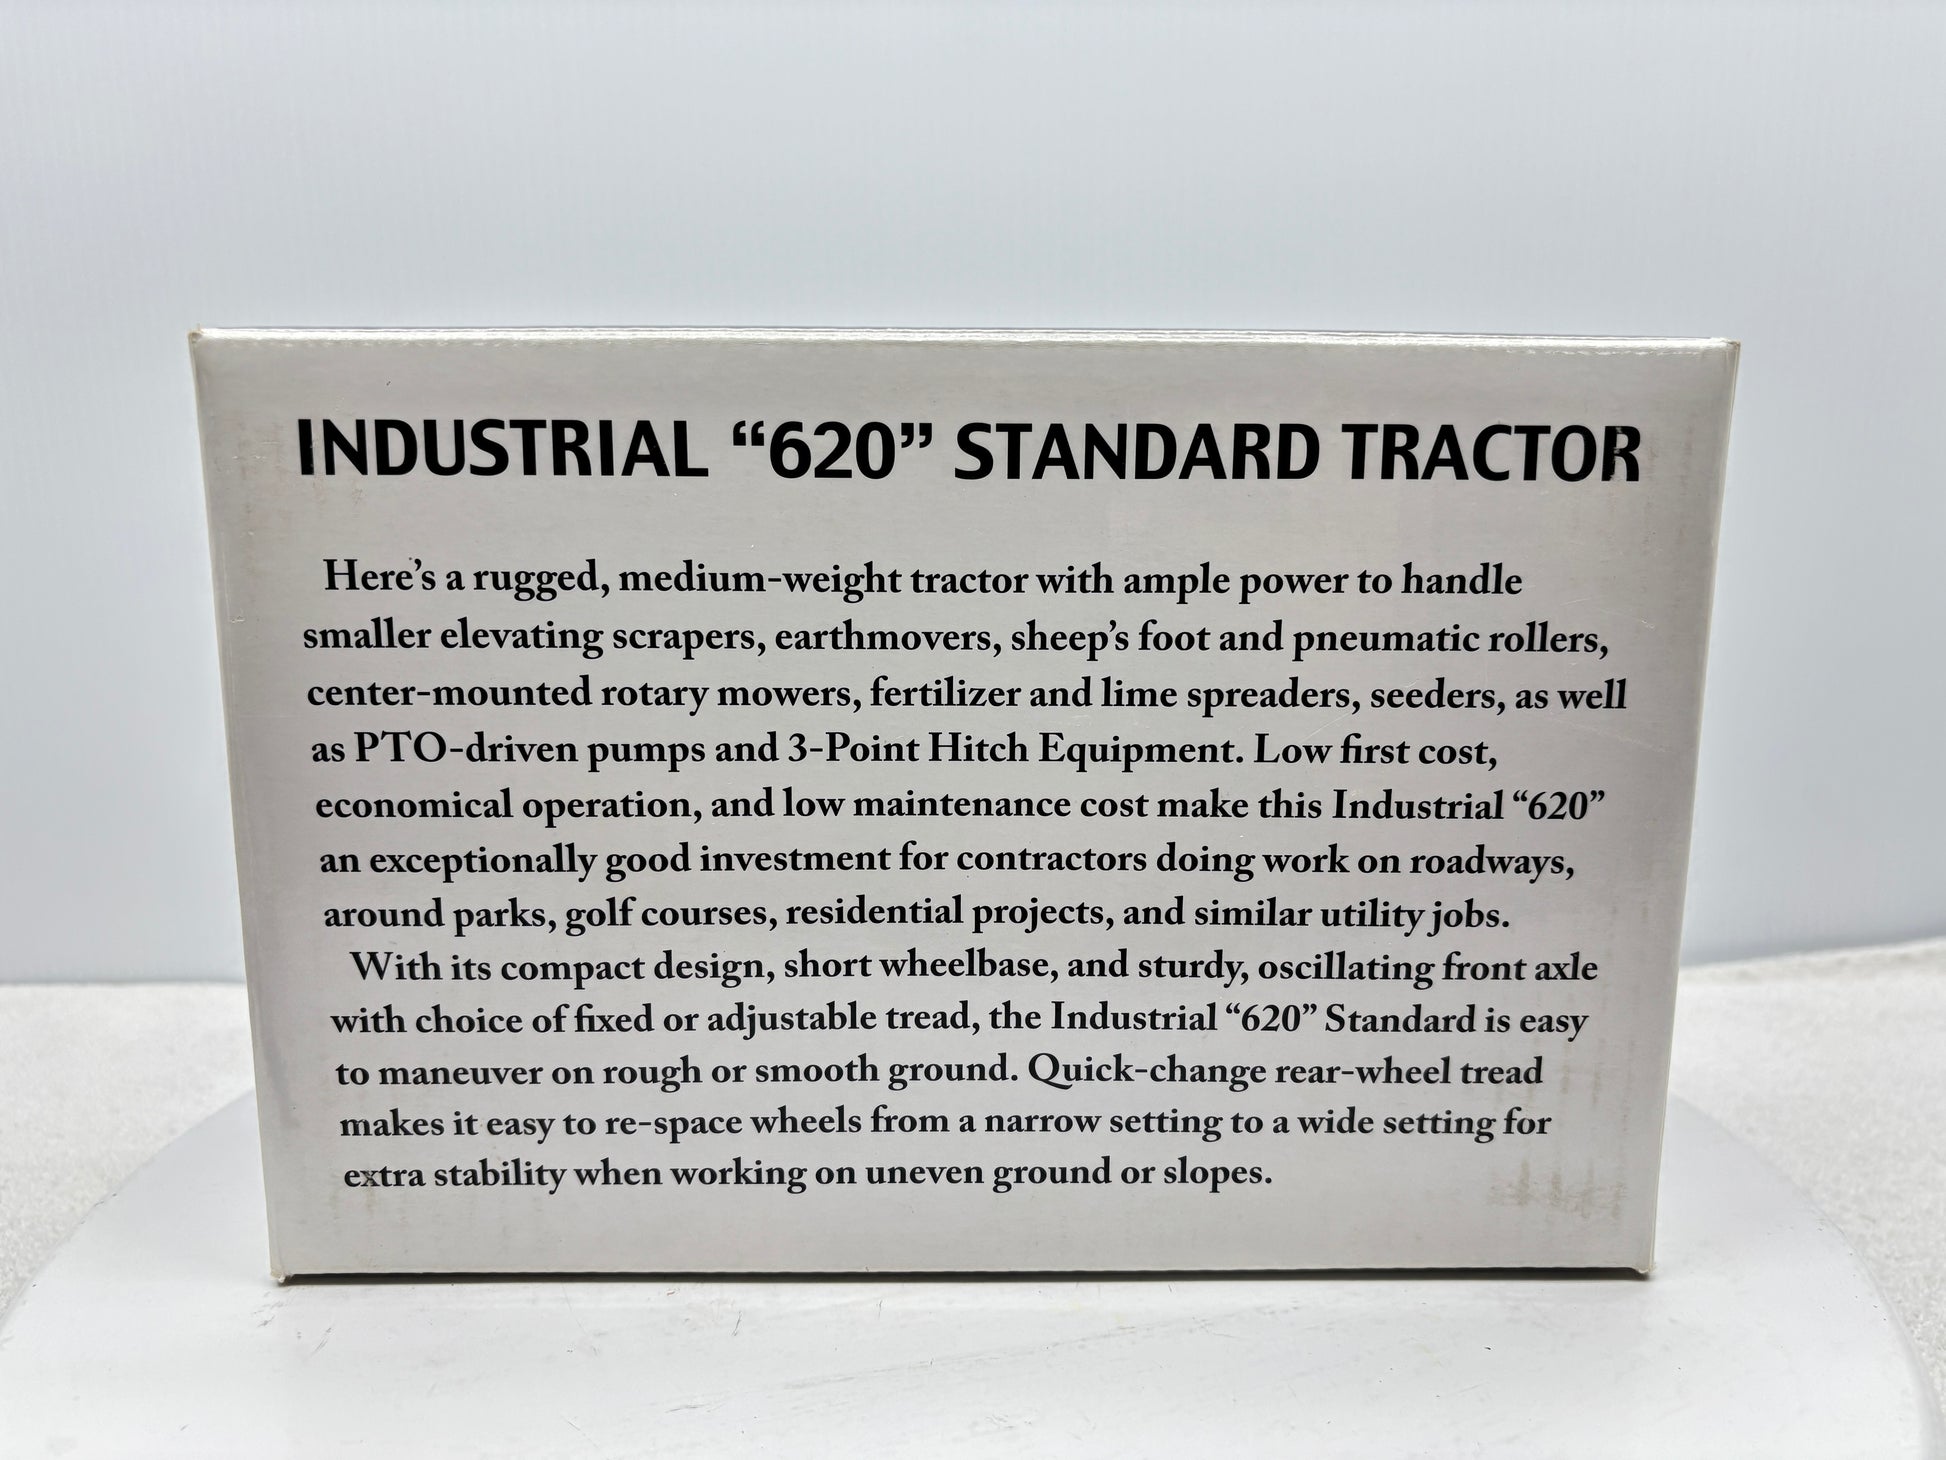 INDUSTRIAL “620” STANDARD TRACTOR
Here’s a rugged, medium-weight tractor with ample power to handle
smaller elevating scrapers, earthmovers, sheep’s foot and pneumatic rollers,
center-mounted rotary mowers, fertilizer and lime spreaders, seeders, as well
as PTO-driven pumps and 3-Point Hitch Equipment. Low first cost,
economical operation, and low maintenance cost make this Industrial “620”
an exceptionally good investment for contractors doing work on roadways,
around parks, golf courses, residential projects, and similar utility jobs.
With its compact design, short wheelbase, and sturdy, oscillating front axle
with choice of fixed or adjustable tread, the Industrial “620” Standard is easy
to maneuver on rough or smooth ground. Quick-change rear-wheel tread
makes it easy to re-space wheels from a narrow setting to a wide setting for
extra stability when working on uneven ground or slopes.